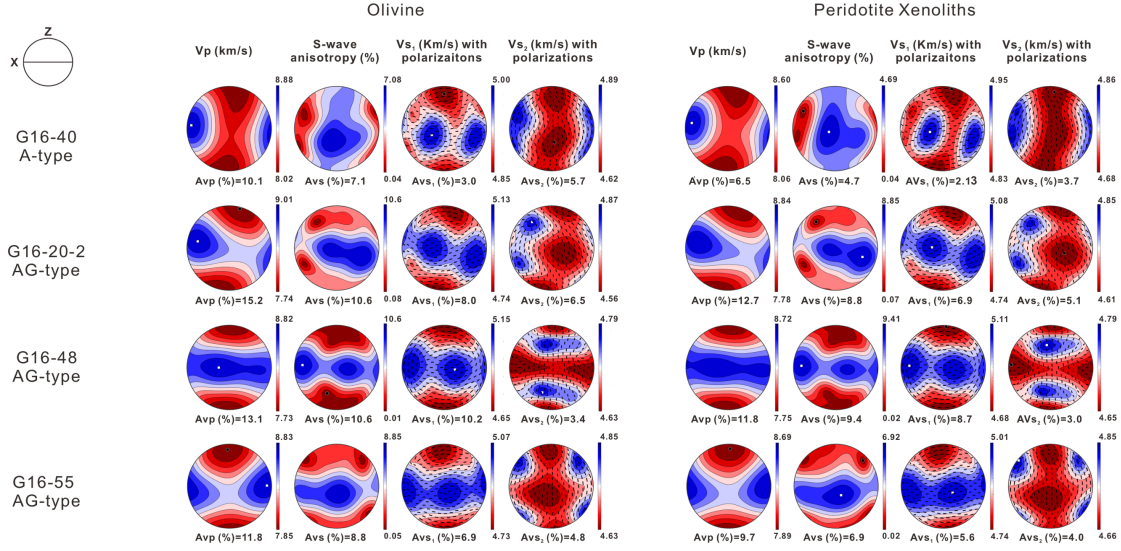 Olivine
Peridotite Xenoliths
Z
X
Vp (km/s)
S-wave
anisotropy (%)
Vs₁ (Km/s) with
polarizaitons
Vs₂ (km/s) with
polarizations
Vp (km/s)
S-wave
anisotropy (%)
Vs₁ (Km/s) with
polarizations
Vs₂ (km/s) with
polarizations
G16-40
A-type
8.88
7.08
5.00
4.89
8.60
4.69
4.95
4.86
8.02
0.04
4.85
4.62
8.06
0.04
4.83
4.68
Avp (%)=10.1
Avs (%)=7.1
Avs₁ (%)=3.0
Avs₂ (%)=5.7
Avp (%)=6.5
Avs (%)=4.7
AVs₁ (%)=2.13
Avs₂ (%)=3.7
G16-20-2
AG-type
9.01
10.6
5.13
4.87
8.84
8.85
5.08
4.85
7.74
0.08
4.74
4.56
7.78
0.07
4.74
4.61
Avp (%)=15.2
Avs (%)=10.6
Avs₁ (%)=8.0
Avs₂ (%)=6.5
Avp (%)=12.7
Avs (%)=8.8
Avs₁ (%)=6.9
Avs₂ (%)=5.1
G16-48
AG-type
8.82
10.6
5.15
4.79
8.72
9.41
5.11
4.79
7.73
0.01
4.65
4.63
7.75
0.02
4.68
4.65
Avp (%)=13.1
Avs (%)=10.6
Avs₁ (%)=10.2
Avs₂ (%)=3.4
Avp (%)=11.8
Avs (%)=9.4
Avs₁ (%)=8.7
AVs₂ (%)=3.0
G16-55
AG-type
8.83
8.85
5.07
4.85
8.69
6.92
5.01
4.85
7.85
0.05
4.73
4.63
7.89
0.02
4.74
4.66
Avp (%)=11.8
Avs (%)=8.8
Avs₁ (%)=6.9
Avs₂ (%)=4.8
Avp (%)=9.7
Avs (%)=6.9
Avs₁ (%)=5.6
Avs₂ (%)=4.0